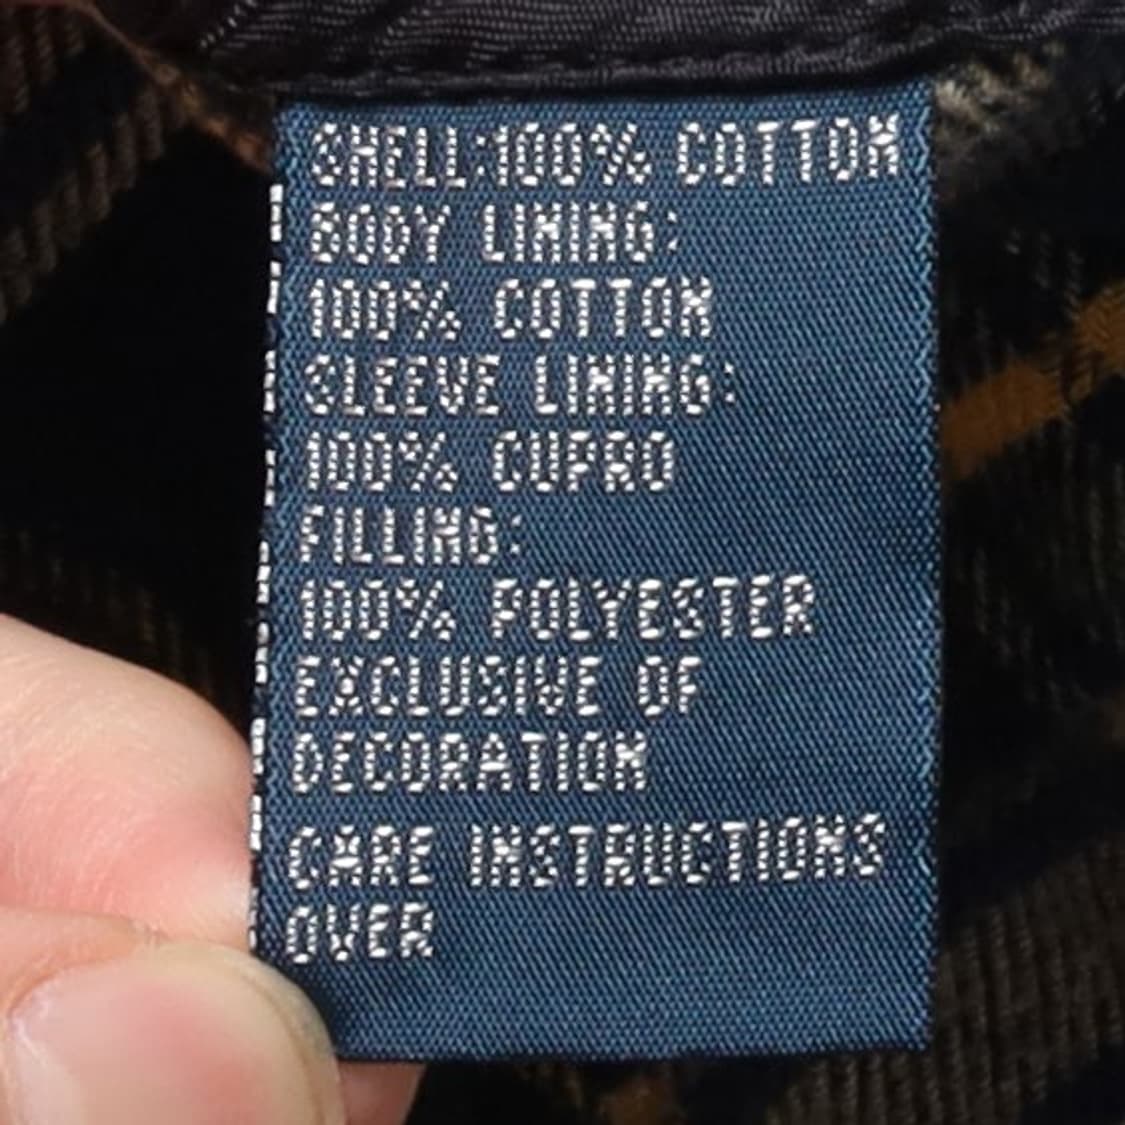 SHELL:100% COTTON
BODY LINING:
100% COTTON
SLEEVE LINING:
100% CUPRO
FILLING:
100% POLYESTER
EXCLUSIVE OF
DECORATION
CARE INSTRUCTIONS
OVER